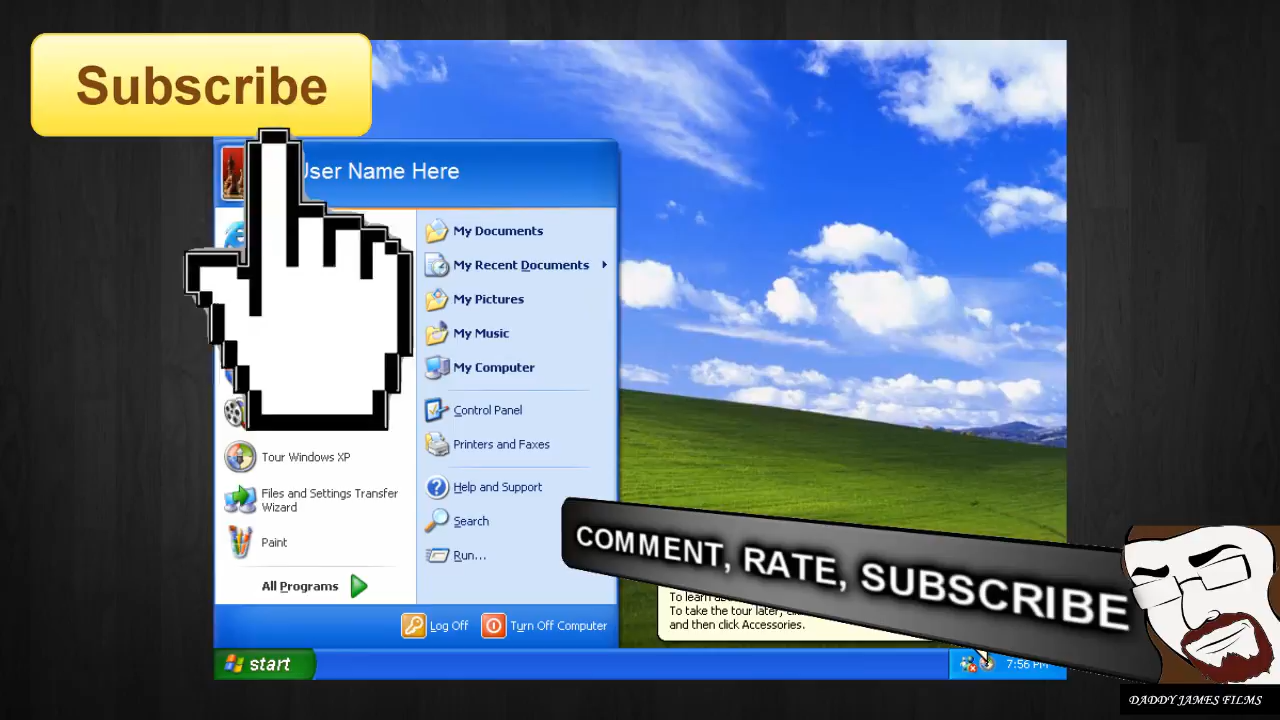 Subscribe
User Name Here
My Documents
My Recent Documents
My Pictures
My Music
My Computer
Control Panel
Printers and Faxes
Tour Windows XP
Help and Support
Files and Settings Transfer
Wizard
Search
Paint
Run...
All Programs
Log Off
Turn Off Computer
start
COMMENT, RATE, SUBSCRIBE
To learn
To take the tour later,
and then click Accessories.
7:56 PM
DADDY JAMES FILMS